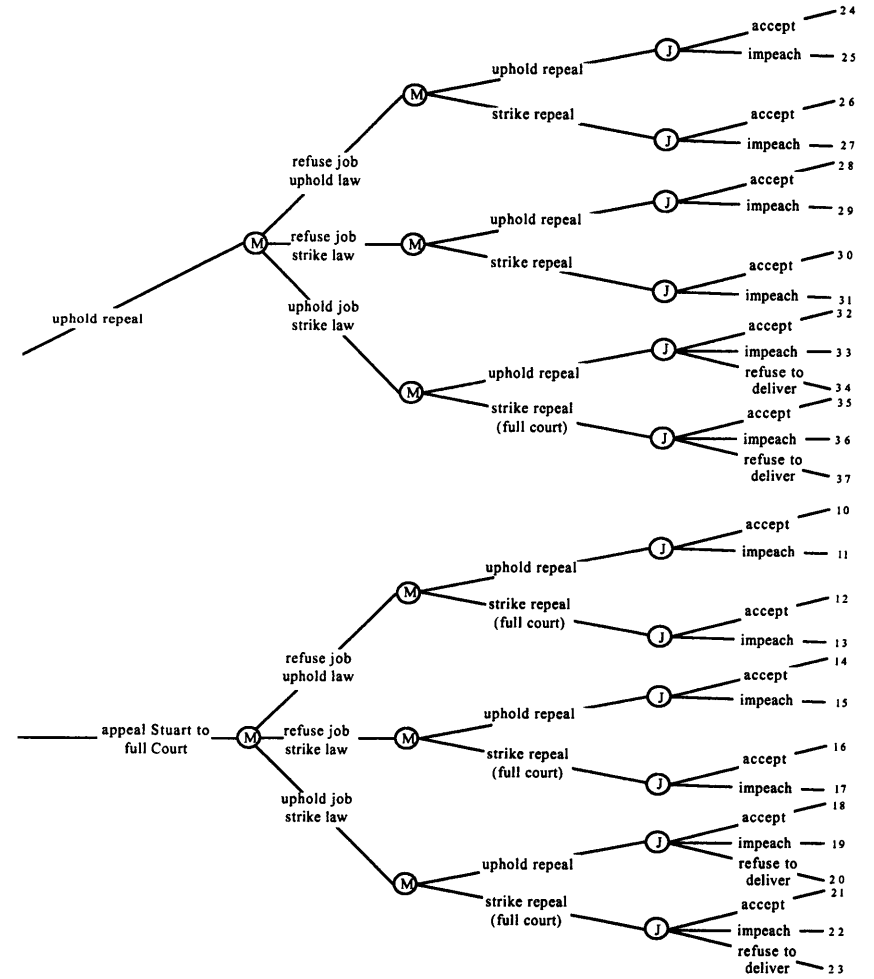 24
accept
J
impeach
25
uphold repeal
M
26
strike repeal
accept
J
impeach
27
refuse job
uphold law
28
accept
J
impeach
29
uphold repeal
M
refuse job
strike law
M
strike repeal
30
accept
J
impeach
31
uphold job
strike law
uphold repeal
32
accept
J
impeach
33
refuse to
deliver
34
uphold repeal
M
35
strike repeal
(full court)
accept
J
impeach
36
refuse to
deliver
37
10
accept
J
impeach
11
uphold repeal
M
12
strike repeal
(full court)
accept
J
impeach
13
refuse job
uphold law
14
accept
J
impeach
15
uphold repeal
appeal Stuart to
full Court
M
refuse job
strike law
M
strike repeal
(full court)
16
accept
J
impeach
17
uphold job
strike law
18
accept
J
impeach
19
refuse to
deliver
20
uphold repeal
M
21
strike repeal
(full court)
accept
J
impeach
22
refuse to
deliver
23